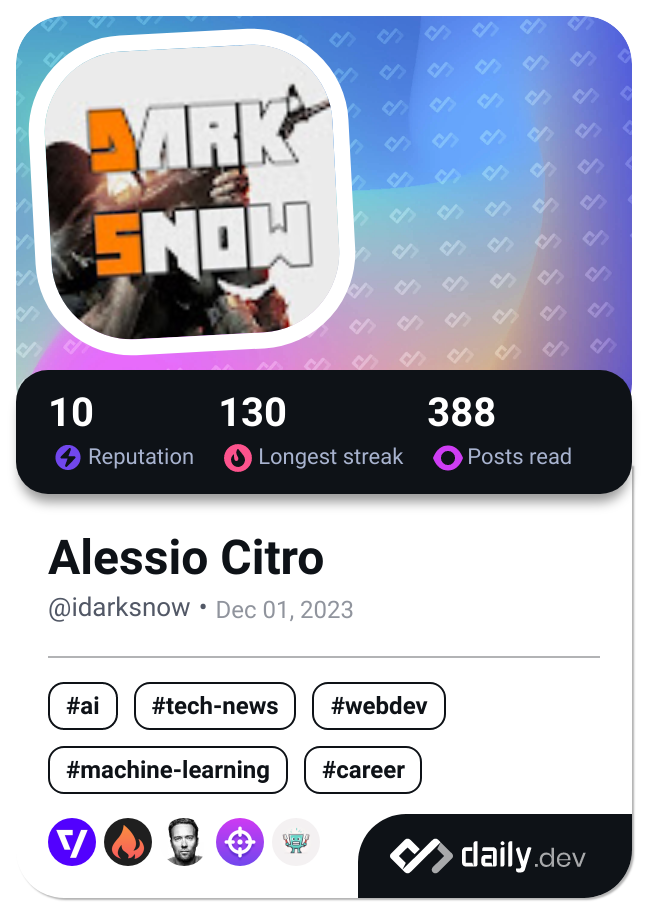 DARK
SNOW
10 130 388
Reputation Longest streak Posts read
Alessio Citro
@idarksnow • Dec 01, 2023
#ai #tech-news #webdev
#machine-learning #career
daily.dev